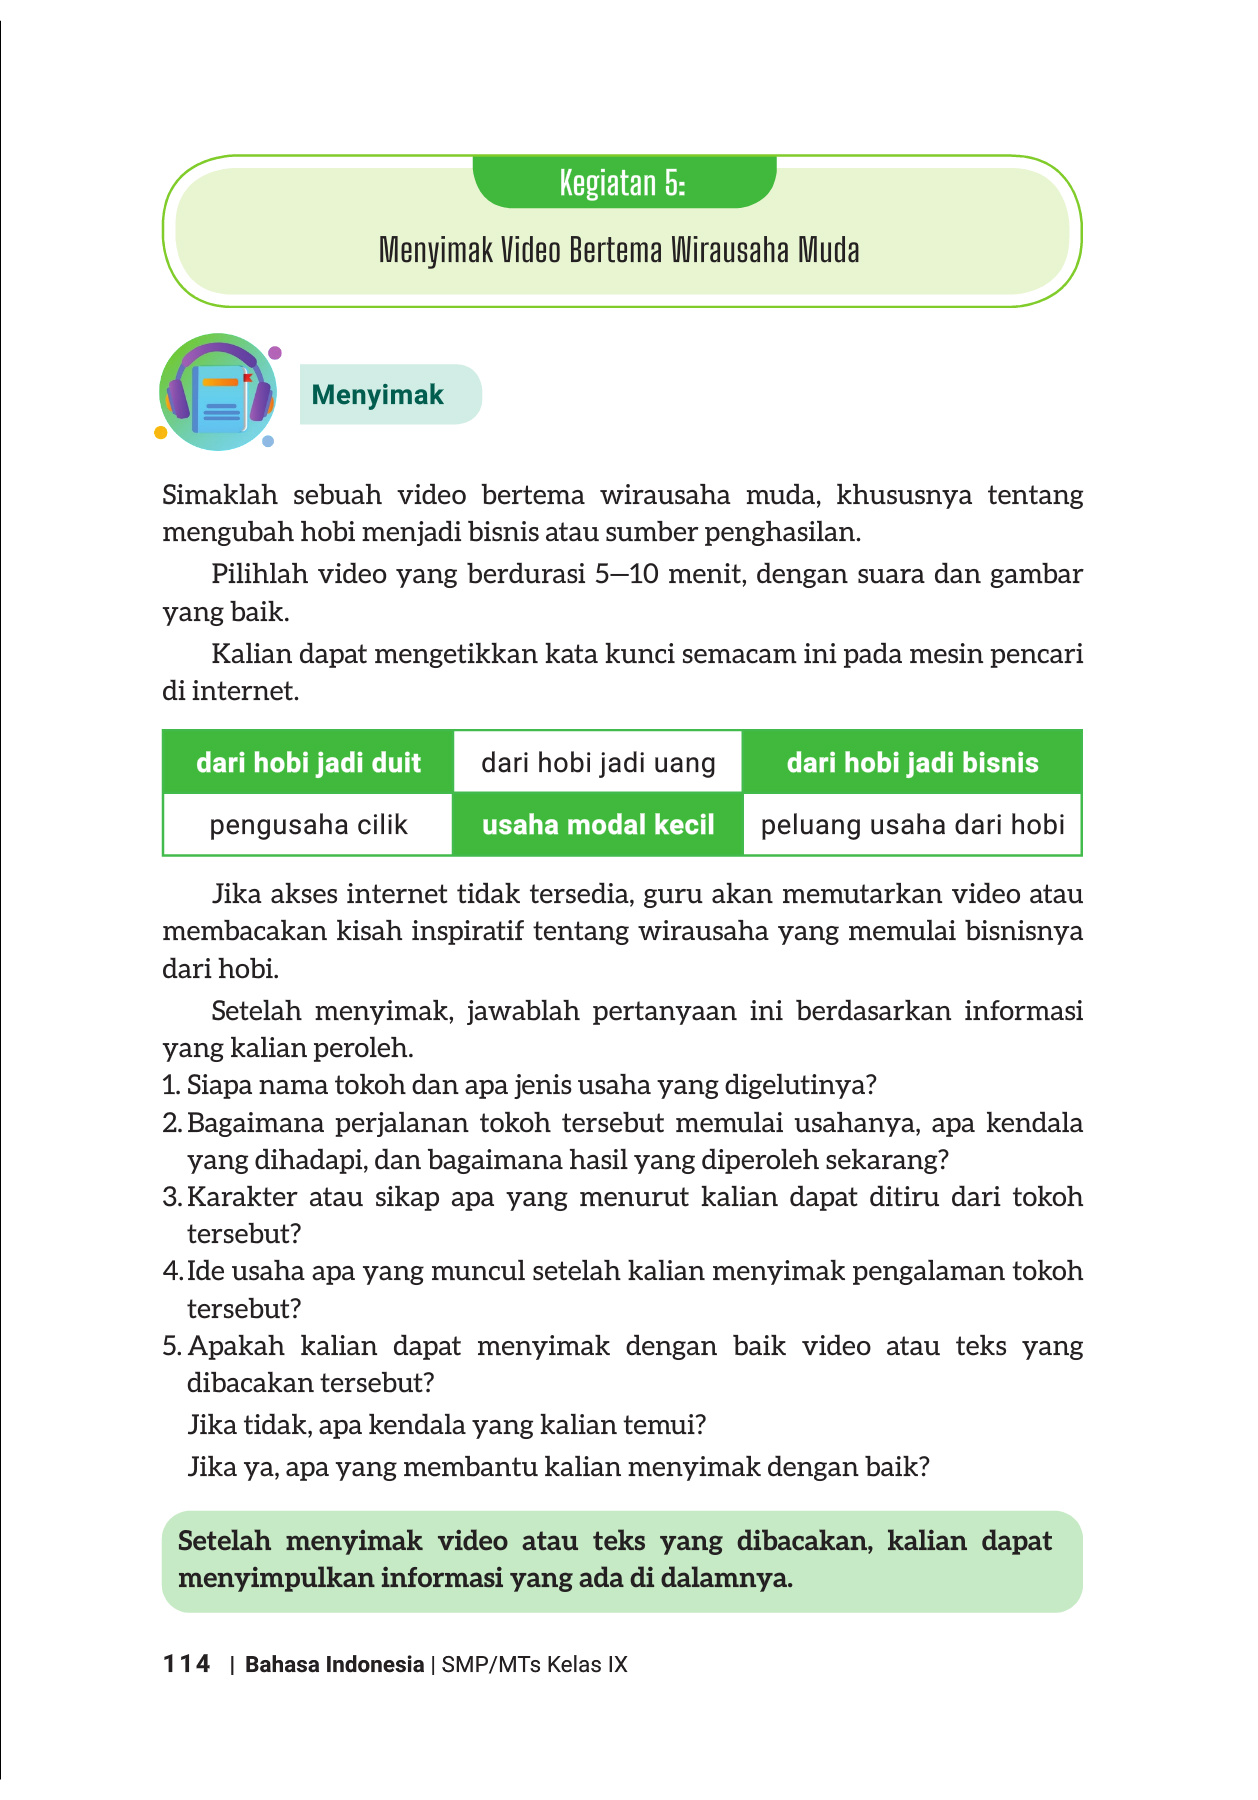 Kegiatan 5:
Menyimak Video Bertema Wirausaha Muda
Menyimak
Simaklah sebuah video bertema wirausaha muda, khususnya tentang
mengubah hobi menjadi bisnis atau sumber penghasilan.
Pilihlah video yang berdurasi 5—10 menit, dengan suara dan gambar
yang baik.
Kalian dapat mengetikkan kata kunci semacam ini pada mesin pencari
di internet.
dari hobi jadi duit dari hobi jadi uang dari hobi jadi bisnis
pengusaha cilik usaha modal kecil peluang usaha dari hobi
Jika akses internet tidak tersedia, guru akan memutarkan video atau
membacakan kisah inspiratif tentang wirausaha yang memulai bisnisnya
dari hobi.
Setelah menyimak, jawablah pertanyaan ini berdasarkan informasi
yang kalian peroleh.
1. Siapa nama tokoh dan apa jenis usaha yang digelutinya?
2. Bagaimana perjalanan tokoh tersebut memulai usahanya, apa kendala
yang dihadapi, dan bagaimana hasil yang diperoleh sekarang?
3. Karakter atau sikap apa yang menurut kalian dapat ditiru dari tokoh
tersebut?
4. Ide usaha apa yang muncul setelah kalian menyimak pengalaman tokoh
tersebut?
5. Apakah kalian dapat menyimak dengan baik video atau teks yang
dibacakan tersebut?
Jika tidak, apa kendala yang kalian temui?
Jika ya, apa yang membantu kalian menyimak dengan baik?
Setelah menyimak video atau teks yang dibacakan, kalian dapat
menyimpulkan informasi yang ada di dalamnya.
114 | Bahasa Indonesia | SMP/MTs Kelas IX